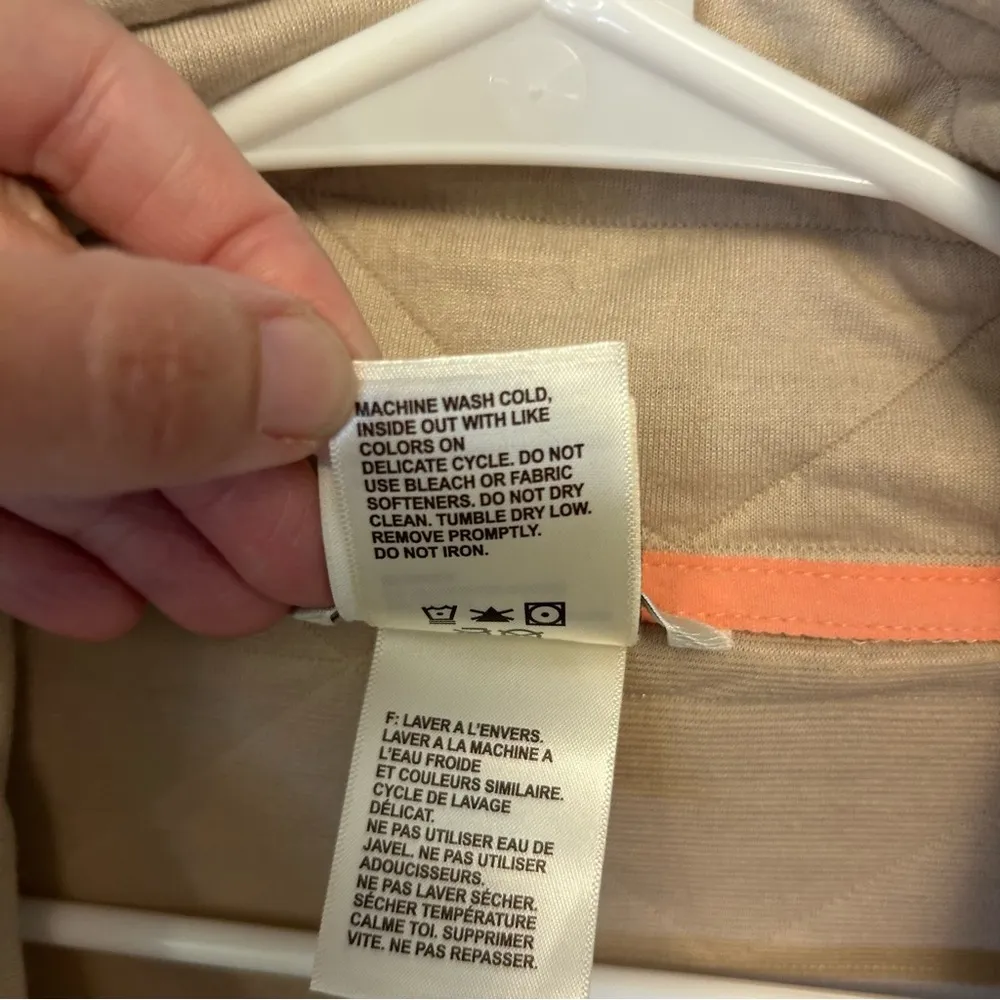 MACHINE WASH COLD,
INSIDE OUT WITH LIKE
COLORS ON
DELICATE CYCLE. DO NOT
USE BLEACH OR FABRIC
SOFTENERS. DO NOT DRY
CLEAN. TUMBLE DRY LOW.
REMOVE PROMPTLY.
DO NOT IRON.
F: LAVER A L'ENVERS.
LAVER A LA MACHINE A
L'EAU FROIDE
ET COULEURS SIMILAIRE.
CYCLE DE LAVAGE
DÉLICAT.
NE PAS UTILISER EAU DE
JAVEL. NE PAS UTILISER
ADOUCISSEURS.
NE PAS LAVER SÉCHER.
SÉCHER TEMPÉRATURE
CALME TOI. SUPPRIMER
VITE. NE PAS REPASSER.